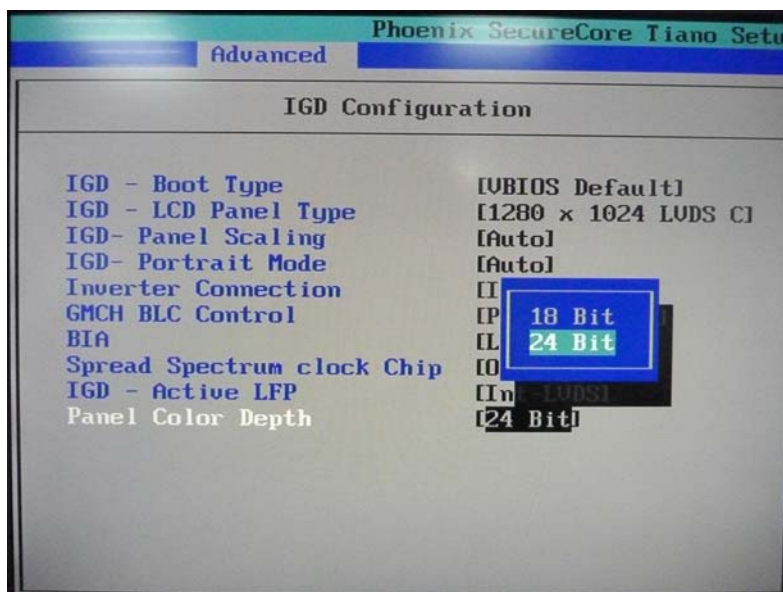 Phoenix SecureCore Tiano Setu
Advanced
IGD Configuration
IGD - Boot Type [VBIOS Default]
IGD - LCD Panel Type [1280 x 1024 LVDS C]
IGD- Panel Scaling [Auto]
IGD- Portrait Mode [Auto]
Inverter Connection [I
GMCH BLC Control [P
18 Bit
BIA [L
24 Bit
Spread Spectrum clock Chip [O
IGD - Active LFP [Int-LVDS]
Panel Color Depth [24 Bit]